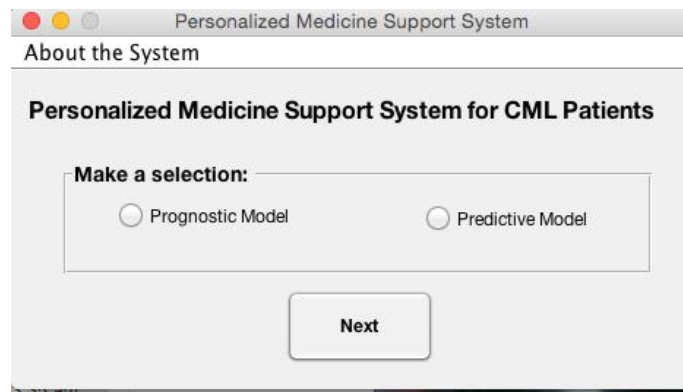 Personalized Medicine Support System
About the System
Personalized Medicine Support System for CML Patients
Make a selection:
Prognostic Model Predictive Model
Next